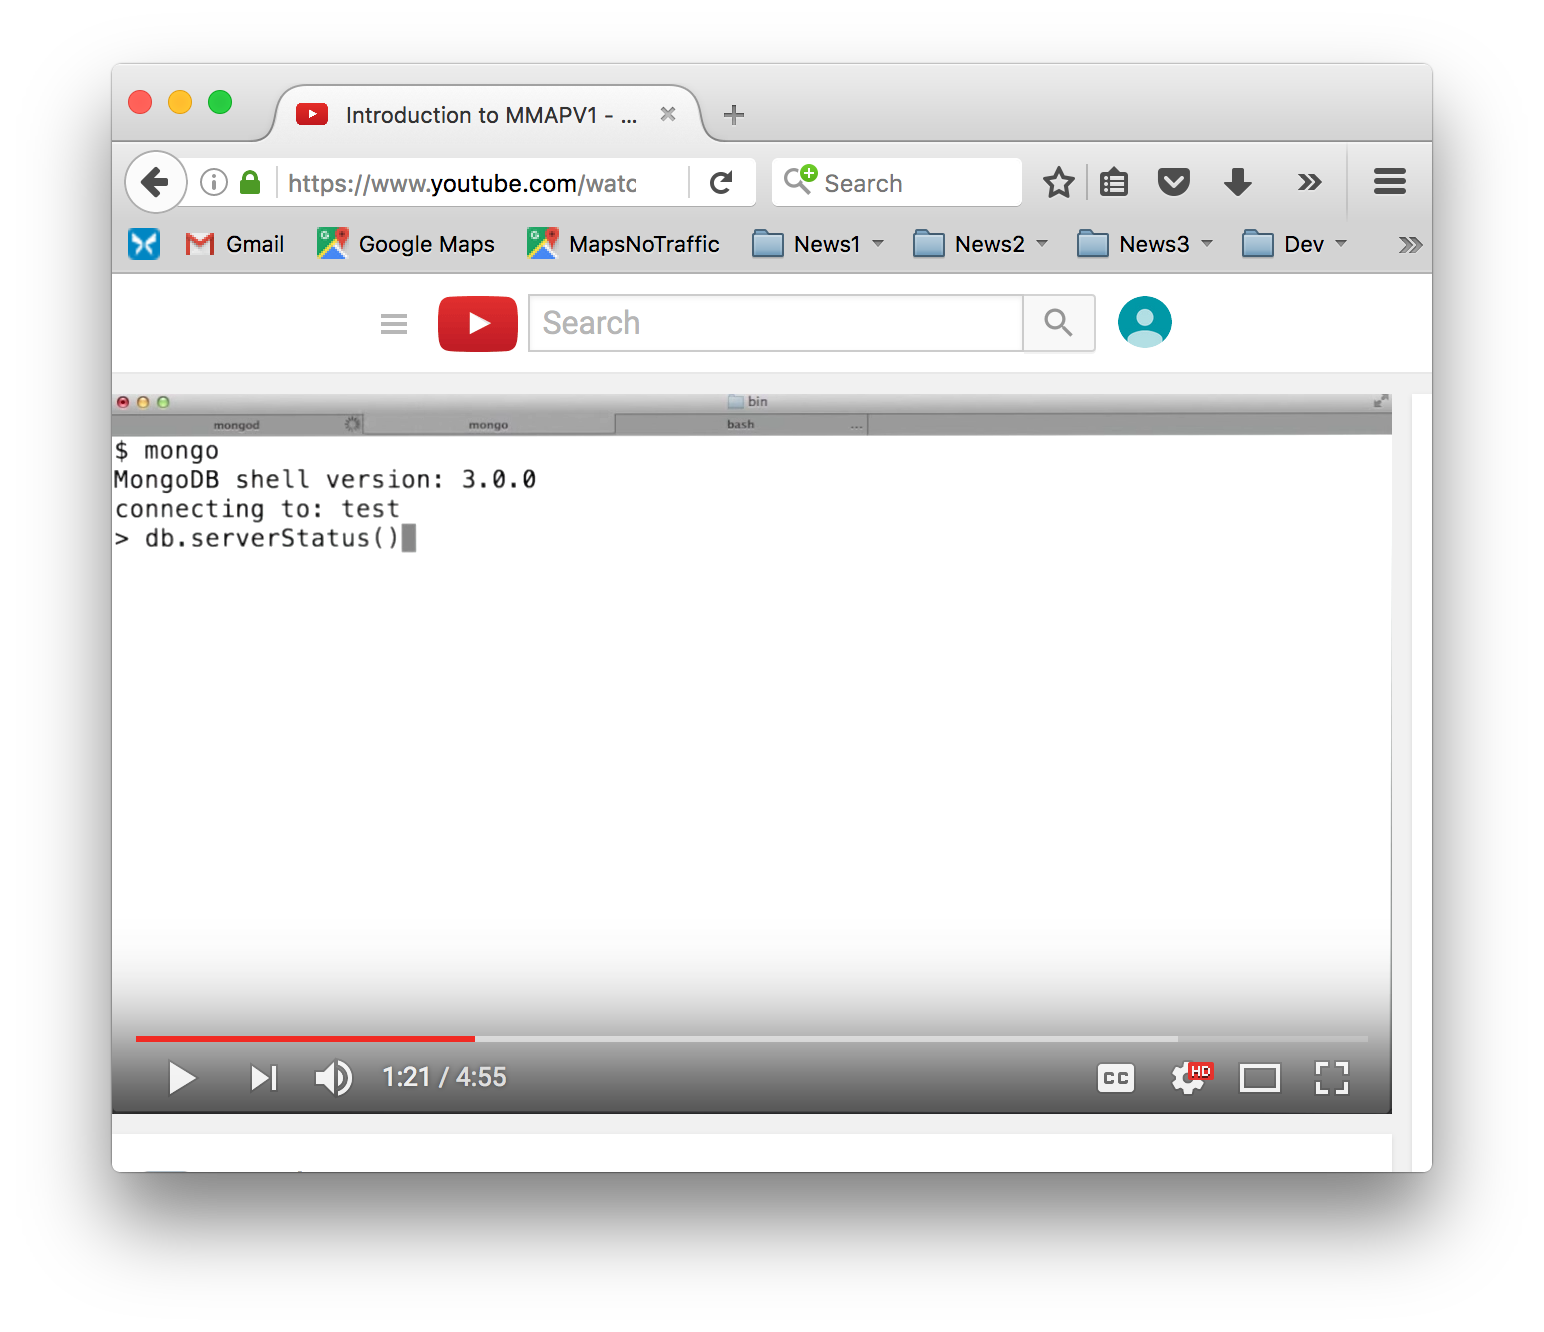 Introduction to MMAPV1 - ...
https://www.youtube.com/watc
Search
Gmail
Google Maps
MapsNoTraffic
News1
News2
News3
Dev
Search
bin
mongod
mongo
bash
...
$ mongo
MongoDB shell version: 3.0.0
connecting to: test
> db.serverStatus()
1:21 / 4:55
CC
HD